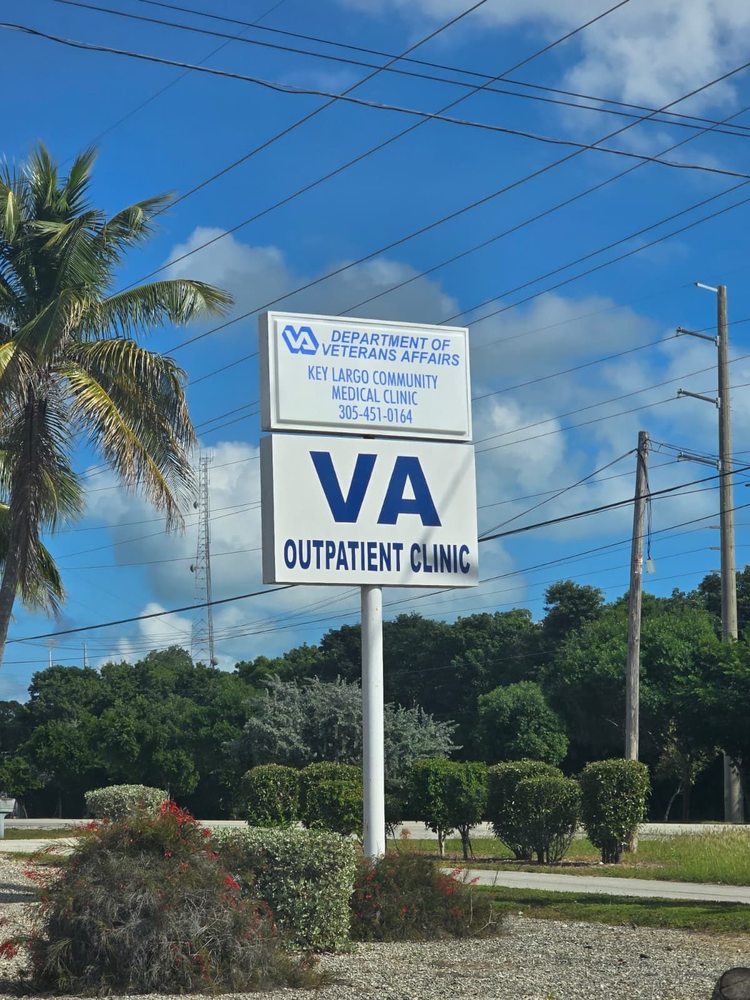 VA DEPARTMENT OF
VETERANS AFFAIRS
KEY LARGO COMMUNITY
MEDICAL CLINIC
305-451-0164
VA
OUTPATIENT CLINIC